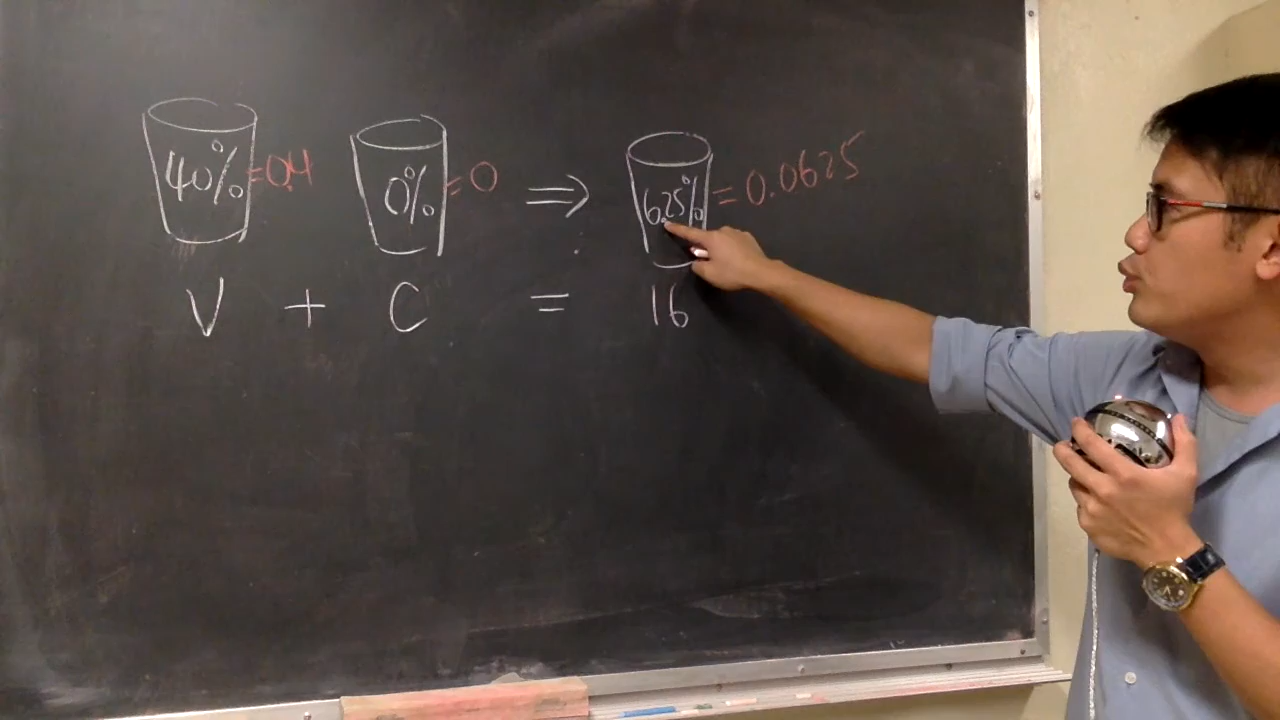 40% = 0.4 0% = 0 ⇒ 6.25% = 0.0625
V + C = 16